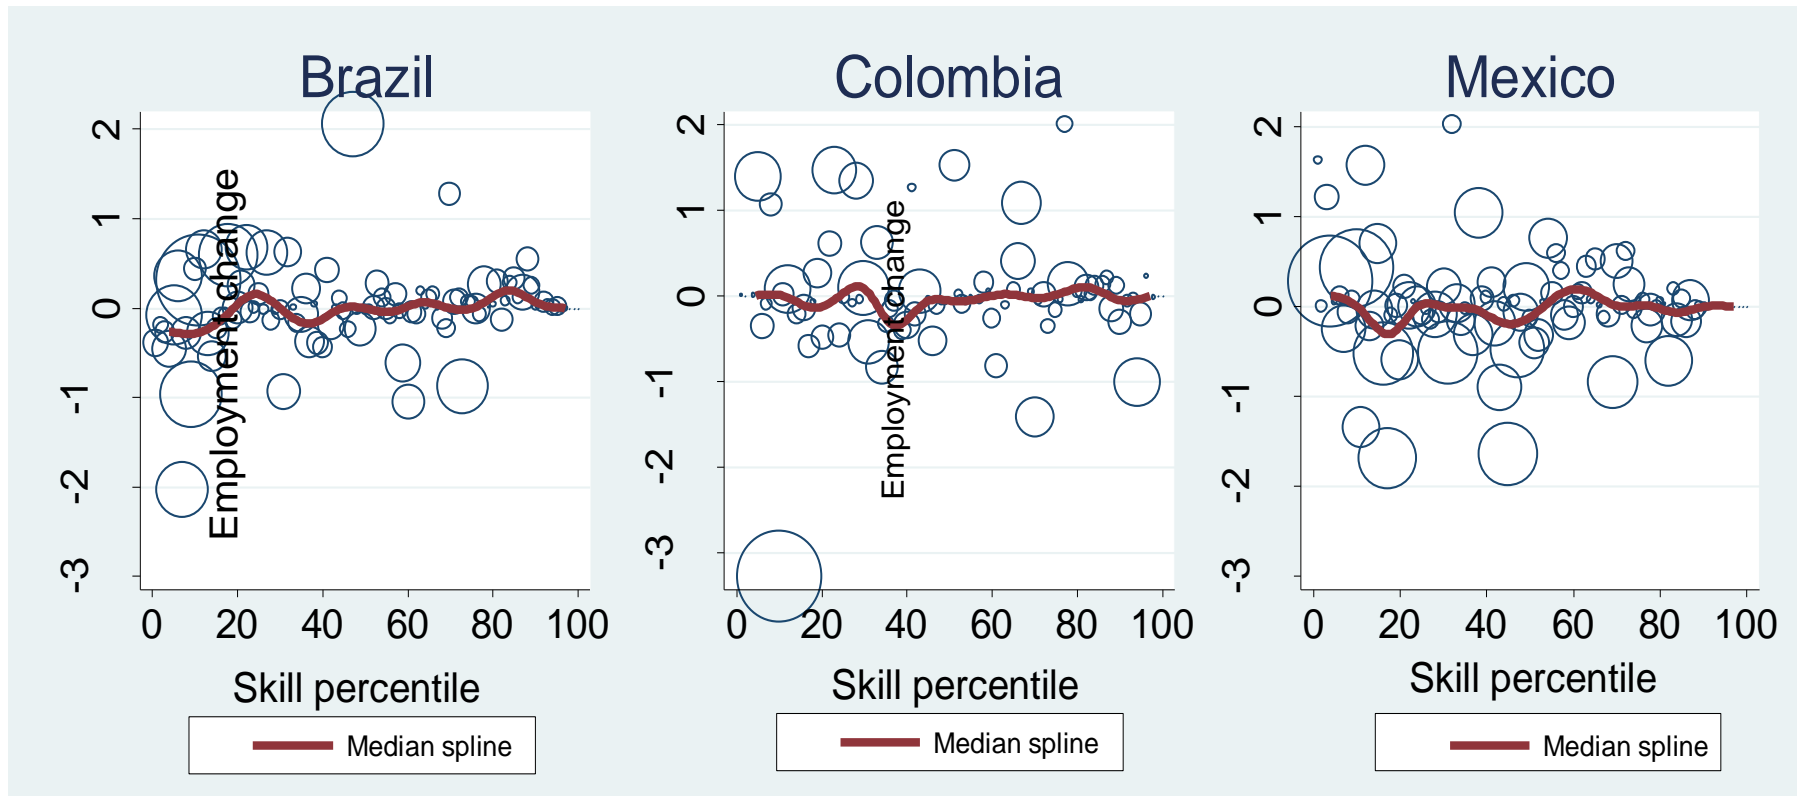 Brazil
2
1
0
-1
-2
-3
Employment change
0 20 40 60 80 100
Skill percentile
Median spline
Colombia
2
1
0
-1
-2
-3
Employment change
0 20 40 60 80 100
Skill percentile
Median spline
Mexico
2
1
0
-1
-2
-3
0 20 40 60 80 100
Skill percentile
Median spline